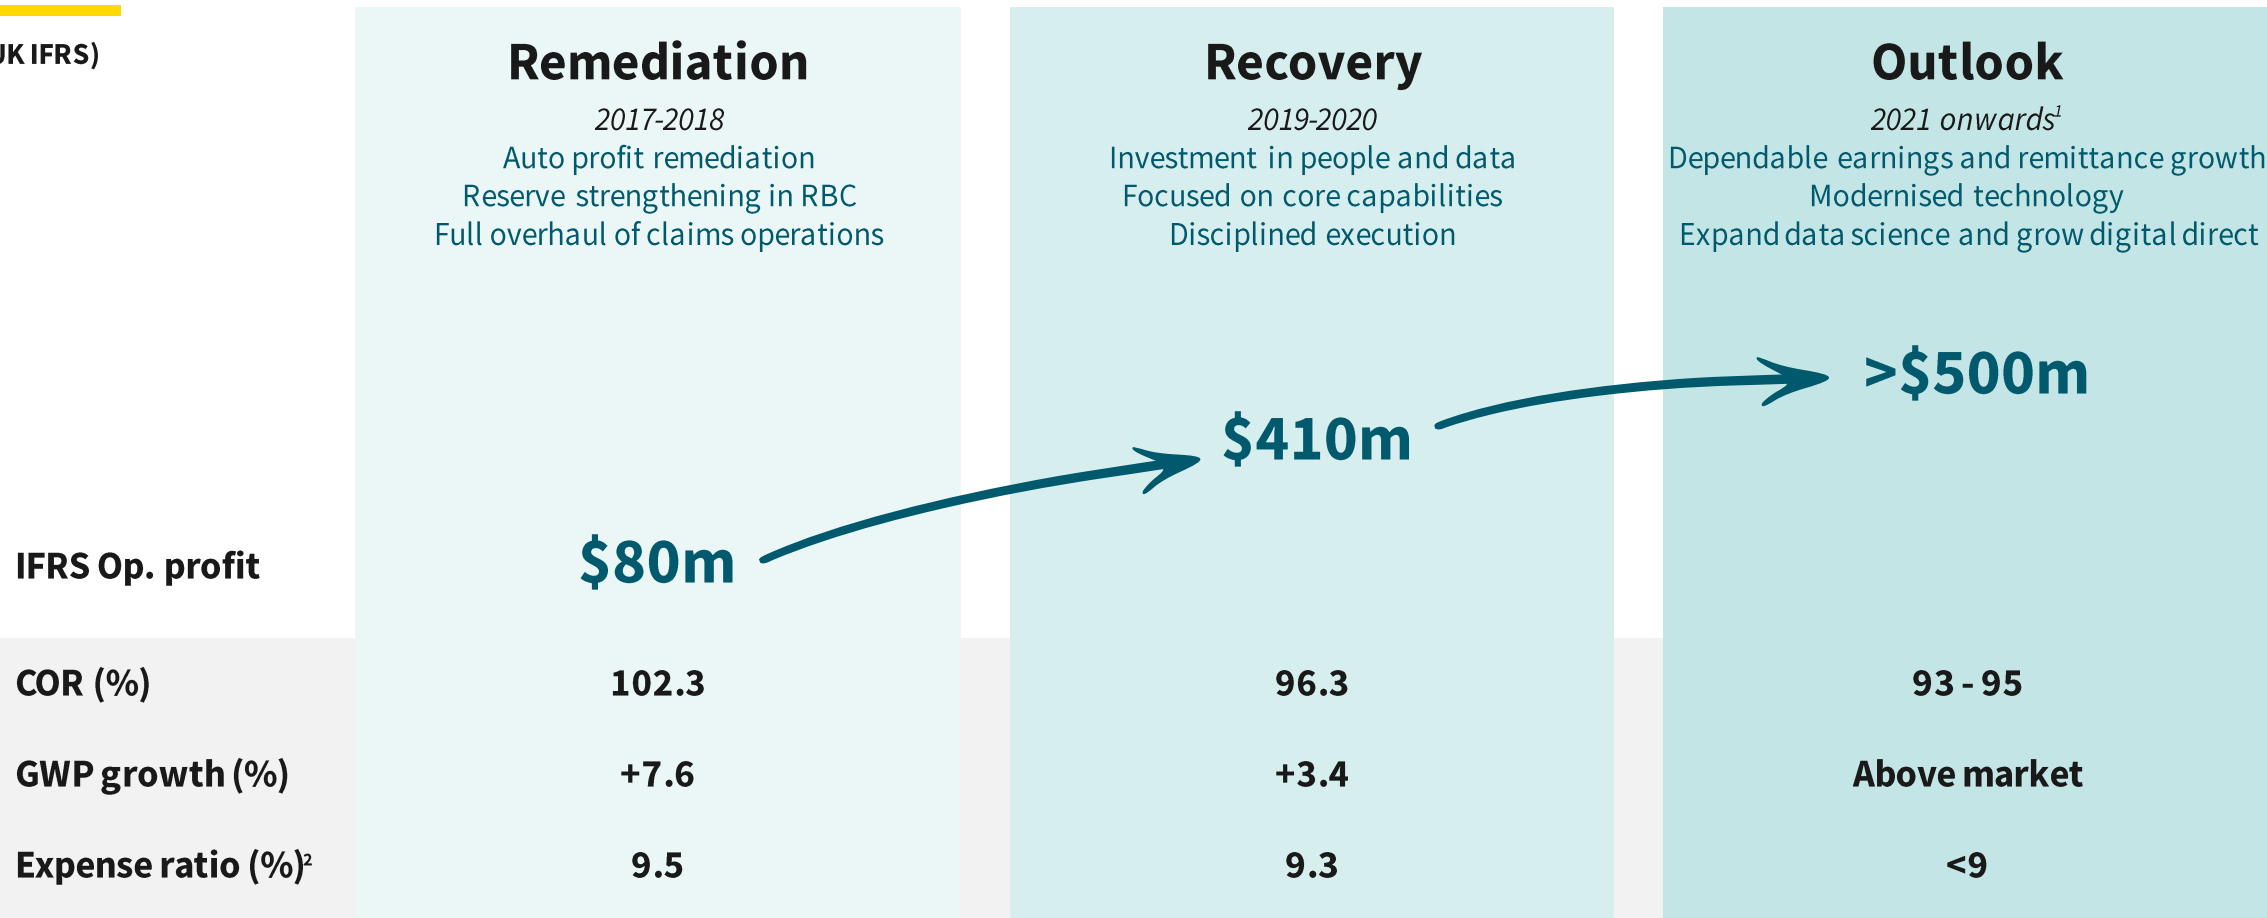 UK IFRS)
Remediation
2017-2018
Auto profit remediation
Reserve strengthening in RBC
Full overhaul of claims operations
Recovery
2019-2020
Investment in people and data
Focused on core capabilities
Disciplined execution
Outlook
2021 onwards¹
Dependable earnings and remittance growth
Modernised technology
Expand data science and grow digital direct
IFRS Op. profit $80m $410m >$500m
COR (%) 102.3 96.3 93 - 95
GWP growth (%) +7.6 +3.4 Above market
Expense ratio (%)² 9.5 9.3 <9